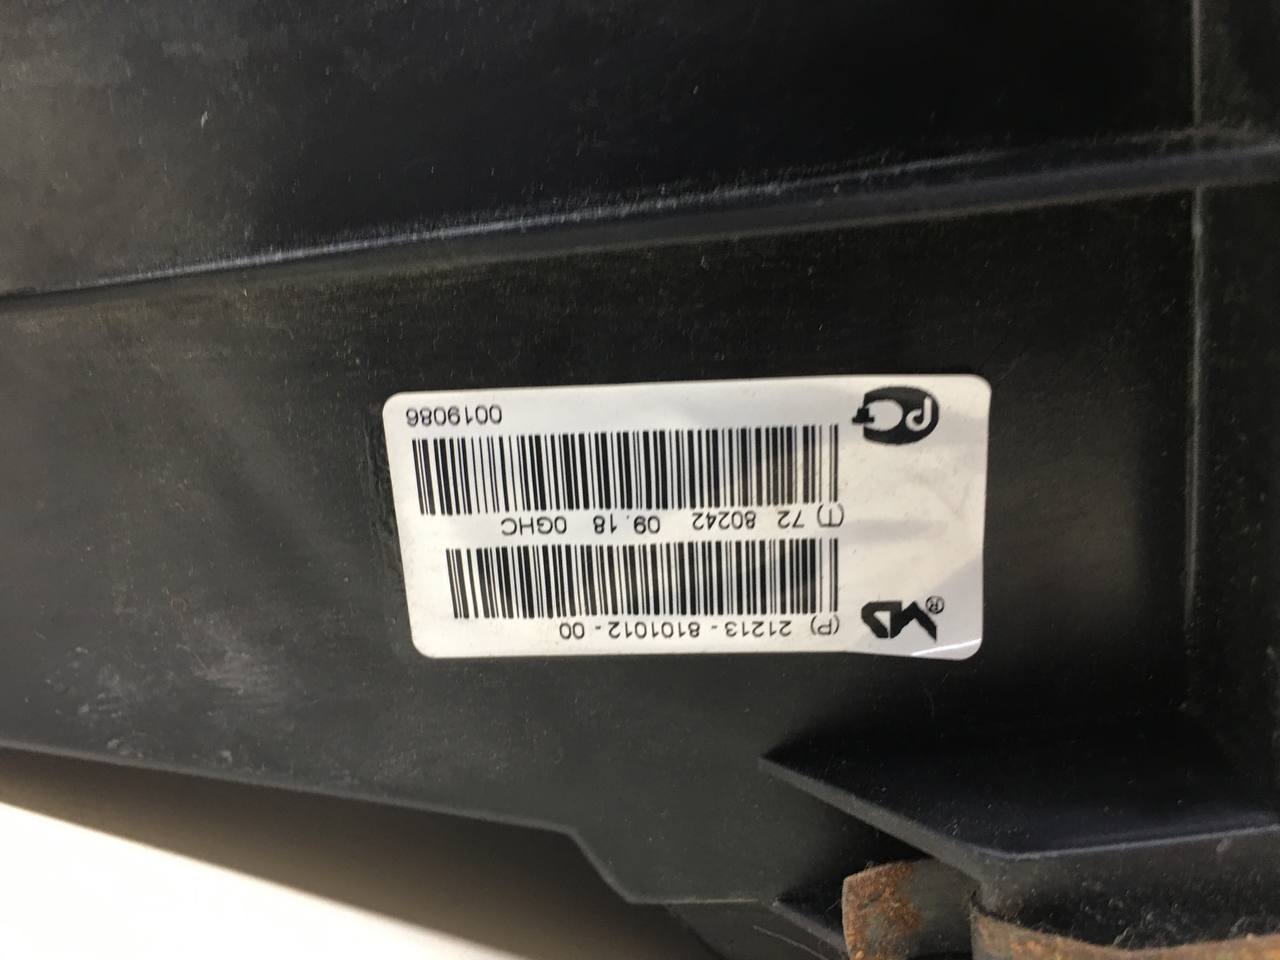 (P) 21213 - 8101012 - 00
(T) 72 80242 09.18 0GHC
0019086